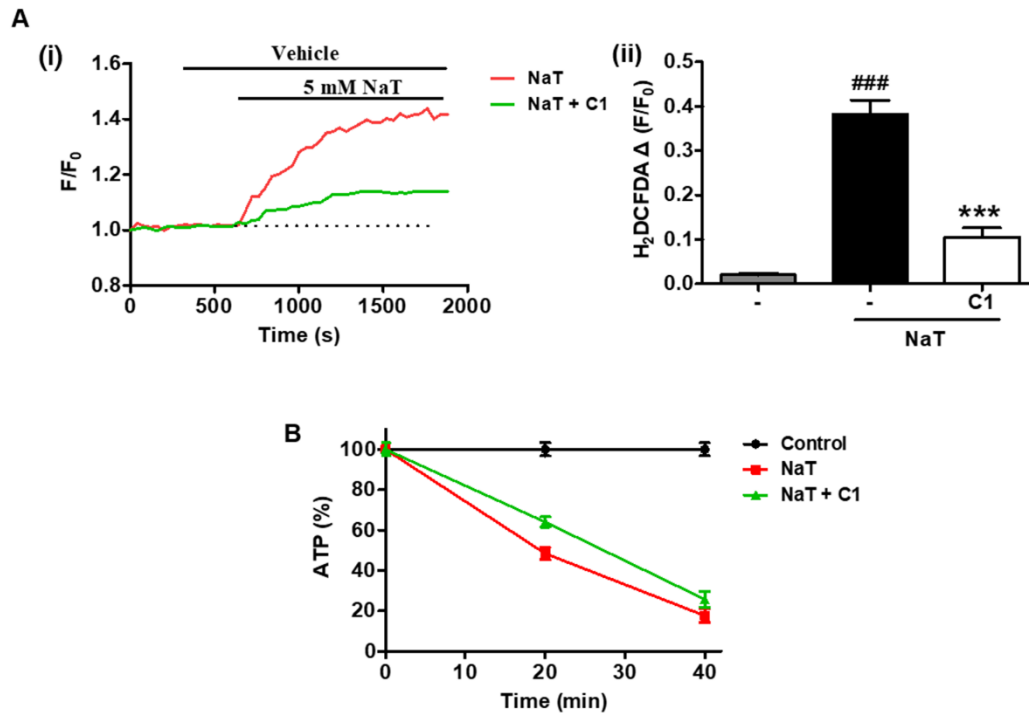 A
(i)
Vehicle
5 mM NaT
NaT
NaT + C1
F/F₀
1.6
1.4
1.2
1.0
0.8
0 500 1000 1500 2000
Time (s)
(ii)
H₂DCFDA Δ (F/F₀)
0.5
0.4
0.3
0.2
0.1
0.0
###
***
- - C1
NaT
B
ATP (%)
100
80
60
40
20
0
0 10 20 30 40
Time (min)
Control
NaT
NaT + C1